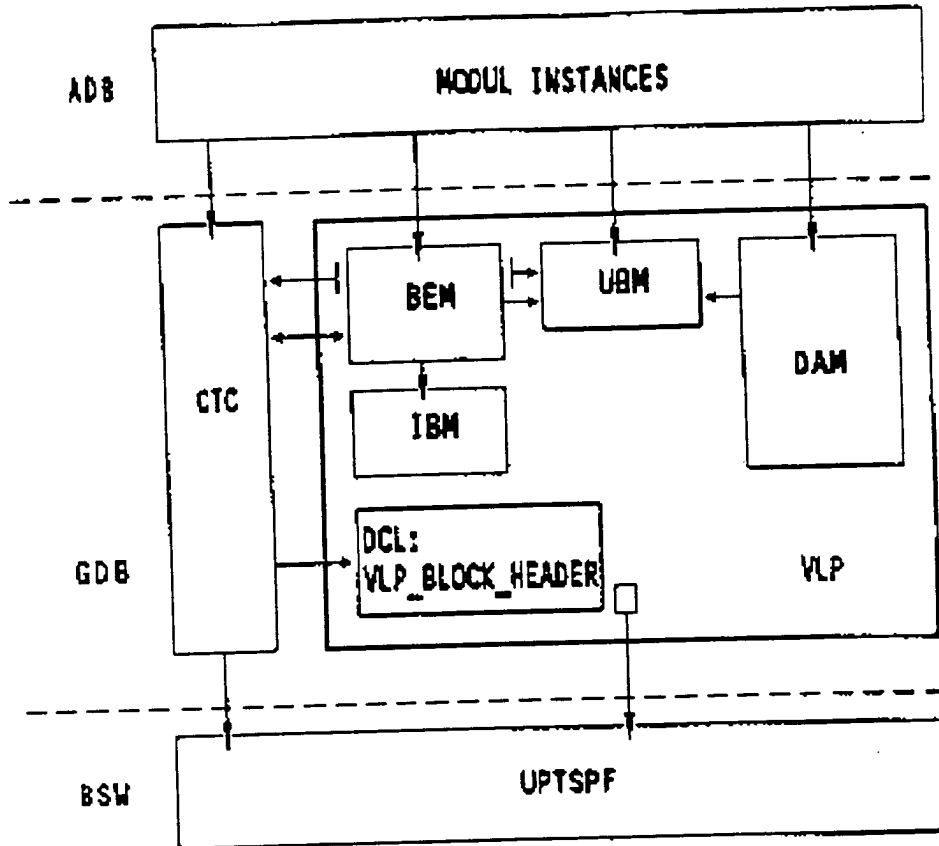 ADB
MODUL INSTANCES
BEM
UBM
DAM
CTC
IBM
DCL:
VLP_BLOCK_HEADER
GDB
VLP
BSW
UPTSPF